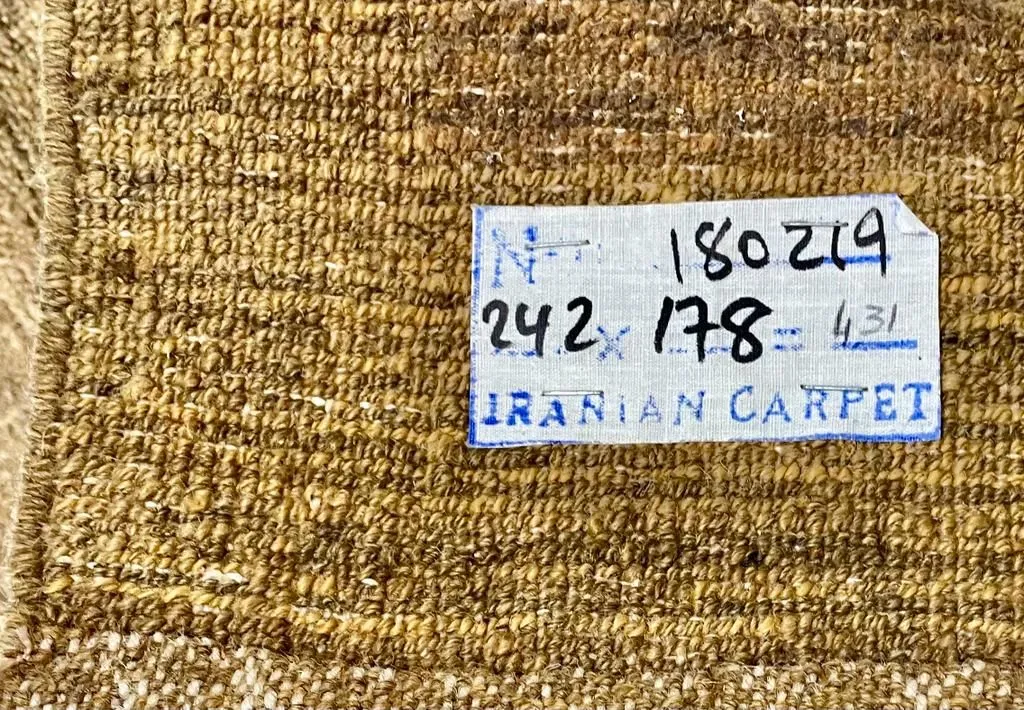 N° 180219
242 x 178 = 4,31
IRANIAN CARPET